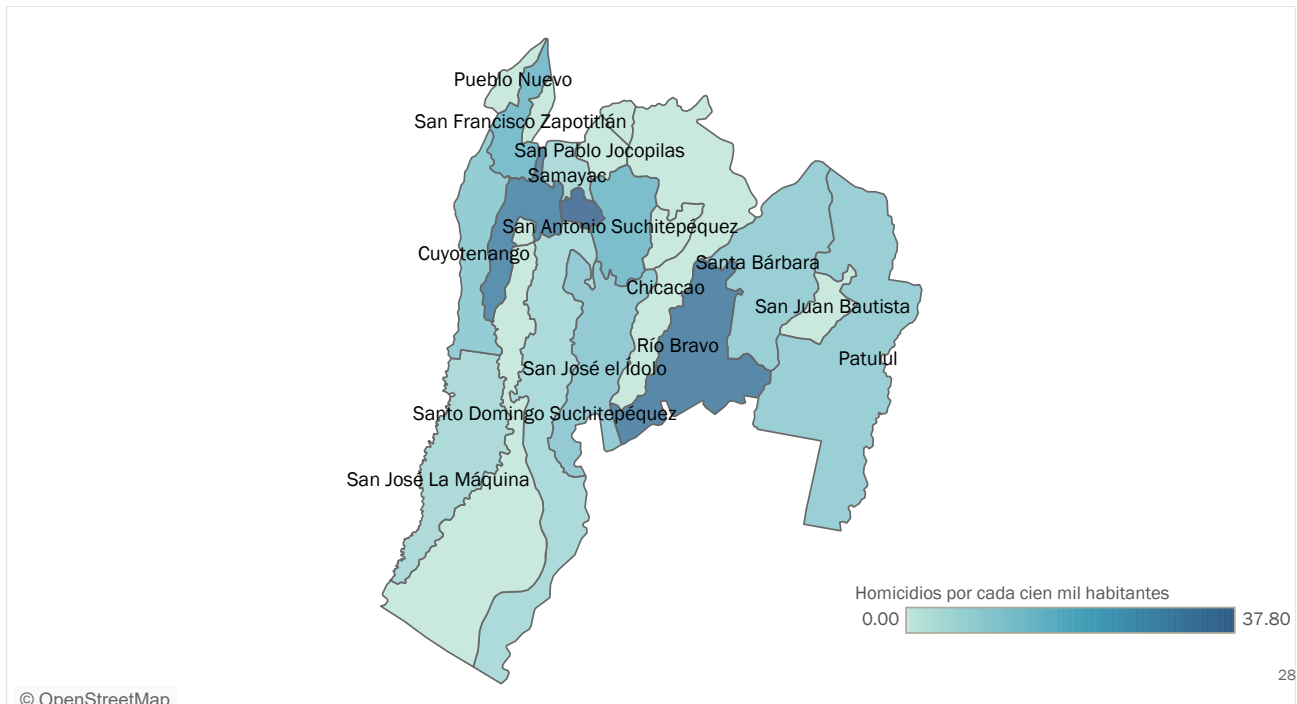 Pueblo Nuevo
San Francisco Zapotitlán
San Pablo Jocopilas
Samayac
San Antonio Suchitepéquez
Cuyotenango
Santa Bárbara
Chicacao
San Juan Bautista
Río Bravo
Patulul
San José el Ídolo
Santo Domingo Suchitepéquez
San José La Máquina
Homicidios por cada cien mil habitantes
0.00 37.80
28
© OpenStreetMap